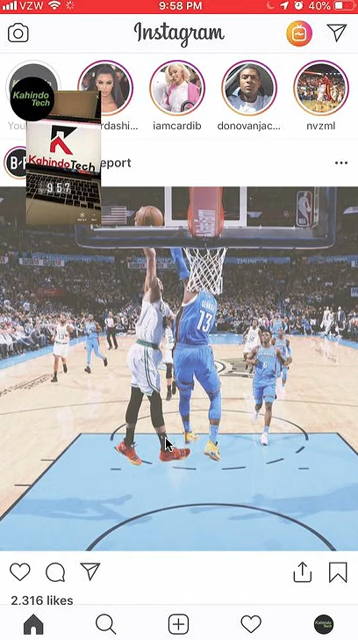 VZW 9:58 PM 40%
Instagram
Kahindo
Tech
You rdashi... iamcardib donovanjac... nvzml
KahindoTech
957
B/R eport
13
2,316 likes
Kahindo
Tech